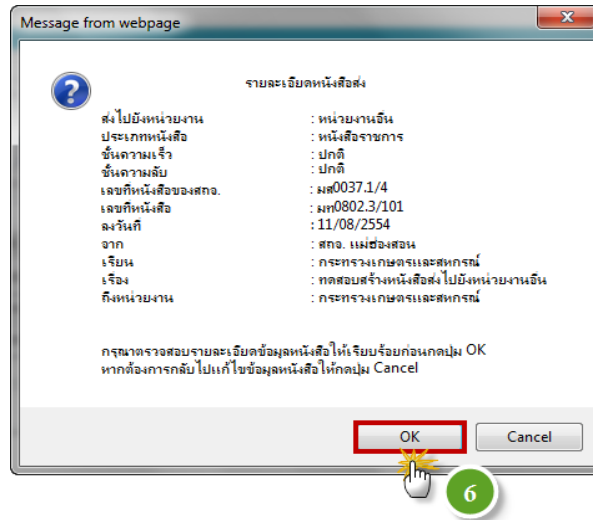 Message from webpage
รายละเอียดหนังสือส่ง
ส่งไปยังหน่วยงาน : หน่วยงานอื่น
ประเภทหนังสือ : หนังสือราชการ
ชั้นความเร็ว : ปกติ
ชั้นความลับ : ปกติ
เลขที่หนังสือของสถจ. : มส0037.1/4
เลขที่หนังสือ : มท0802.3/101
ลงวันที่ : 11/08/2554
จาก : สถจ. แม่ฮ่องสอน
เรียน : กระทรวงเกษตรและสหกรณ์
เรื่อง : ทดสอบสร้างหนังสือส่งไปยังหน่วยงานอื่น
ถึงหน่วยงาน : กระทรวงเกษตรและสหกรณ์
กรุณาตรวจสอบรายละเอียดข้อมูลหนังสือให้เรียบร้อยก่อนกดปุ่ม OK
หากต้องการกลับไปแก้ไขข้อมูลหนังสือให้กดปุ่ม Cancel
OK Cancel
6